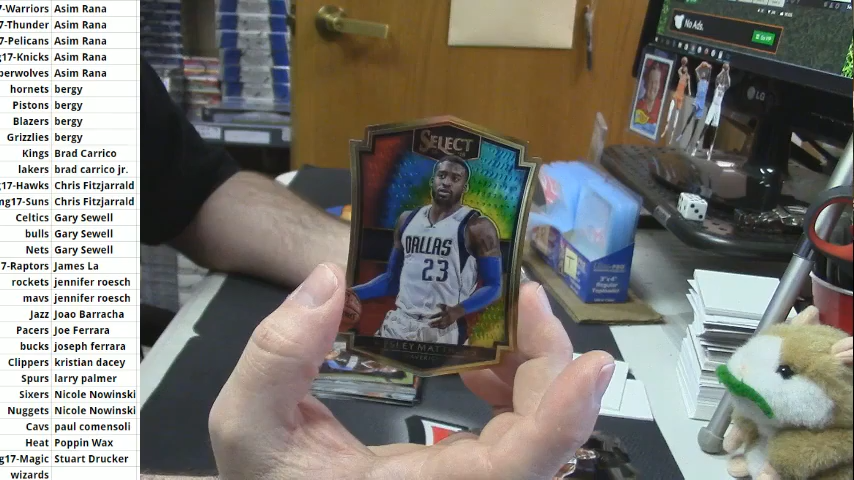 7-Warriors Asim Rana
17-Thunder Asim Rana
7-Pelicans Asim Rana
g17-Knicks Asim Rana
berwolves Asim Rana
hornets bergy
Pistons bergy
Blazers bergy
Grizzlies bergy
Kings Brad Carrico
lakers brad carrico jr.
g17-Hawks Chris Fitzjarrald
ng17-Suns Chris Fitzjarrald
Celtics Gary Sewell
bulls Gary Sewell
Nets Gary Sewell
7-Raptors James La
rockets jennifer roesch
mavs jennifer roesch
Jazz Joao Barracha
Pacers Joe Ferrara
bucks joseph ferrara
Clippers kristian dacey
Spurs larry palmer
Sixers Nicole Nowinski
Nuggets Nicole Nowinski
Cavs paul comensoli
Heat Poppin Wax
g17-Magic Stuart Drucker
wizards
SELECT
DALLAS
23
No Ads.
LG